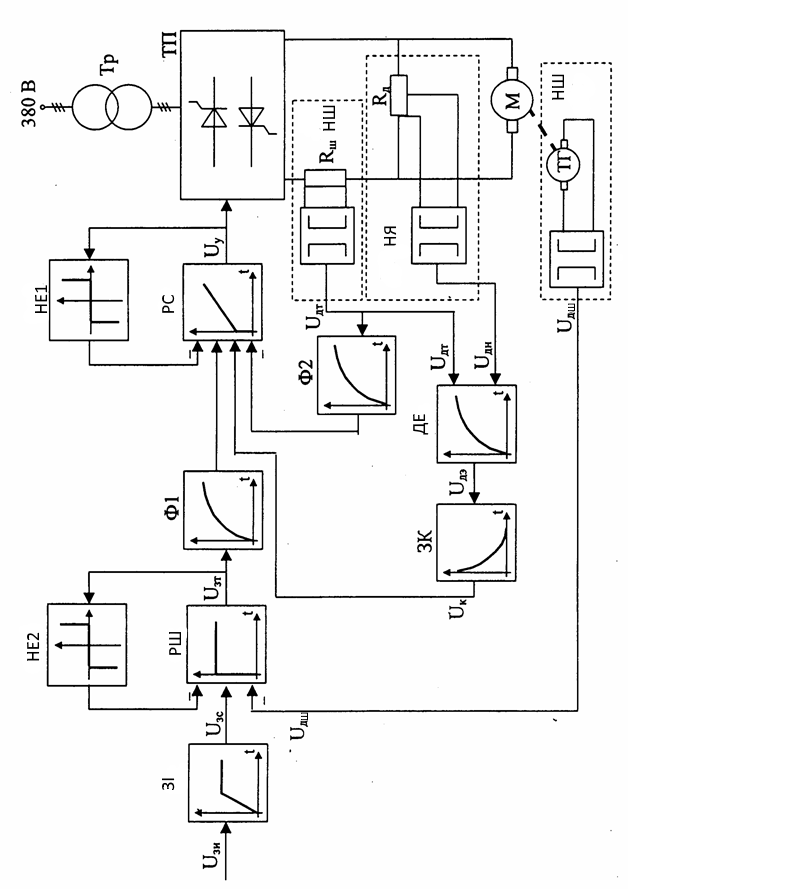 380 В
Тр
ТП
НЕ1
Uу
РС
t
Rш
НШ
Rд
НЯ
М
НШ
ТГ
Uдт
Ф2
t
Uдт
Uдн
Uдш
ДЕ
t
Uдэ
Ф1
t
ЗК
t
Uк
НЕ2
Uзт
РШ
t
Uзс
Uдш
ЗІ
t
Uзи